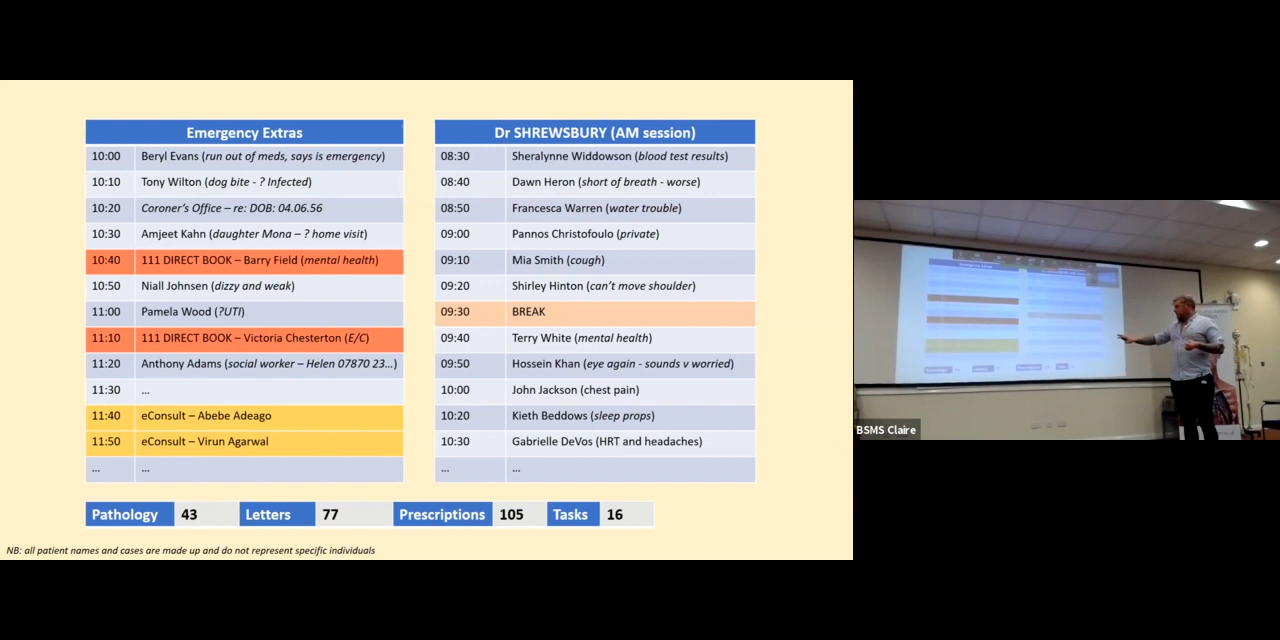 Emergency Extras
10:00 Beryl Evans (run out of meds, says is emergency)
10:10 Tony Wilton (dog bite - ? Infected)
10:20 Coroner's Office – re: DOB: 04.06.56
10:30 Amjeet Kahn (daughter Mona – ? home visit)
10:40 111 DIRECT BOOK – Barry Field (mental health)
10:50 Niall Johnsen (dizzy and weak)
11:00 Pamela Wood (?UTI)
11:10 111 DIRECT BOOK – Victoria Chesterton (E/C)
11:20 Anthony Adams (social worker – Helen 07870 23...)
11:30 ...
11:40 eConsult – Abebe Adeago
11:50 eConsult – Virun Agarwal
... ...
Dr SHREWSBURY (AM session)
08:30 Sheralynne Widdowson (blood test results)
08:40 Dawn Heron (short of breath - worse)
08:50 Francesca Warren (water trouble)
09:00 Pannos Christofoulo (private)
09:10 Mia Smith (cough)
09:20 Shirley Hinton (can't move shoulder)
09:30 BREAK
09:40 Terry White (mental health)
09:50 Hossein Khan (eye again - sounds v worried)
10:00 John Jackson (chest pain)
10:20 Kieth Beddows (sleep props)
10:30 Gabrielle DeVos (HRT and headaches)
... ...
Pathology 43 Letters 77 Prescriptions 105 Tasks 16
NB: all patient names and cases are made up and do not represent specific individuals
BSMS Claire